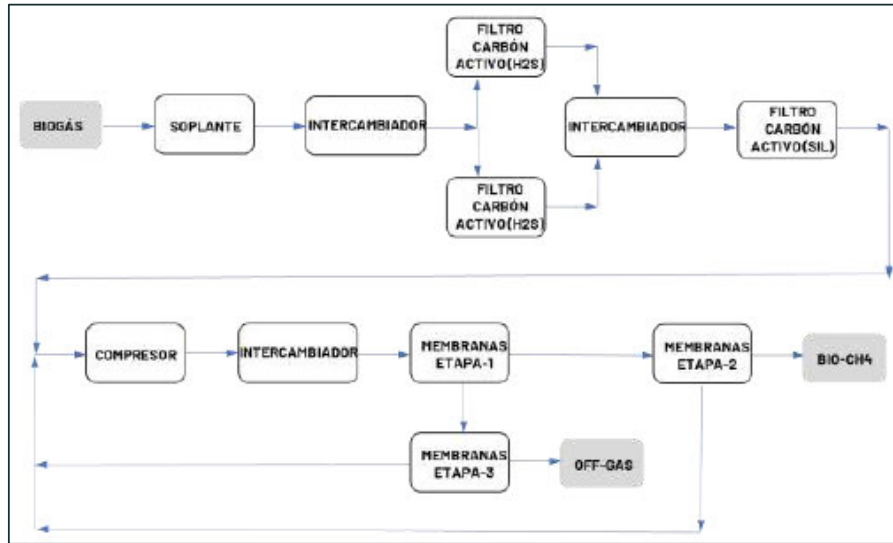 FILTRO
CARBÓN
ACTIVO(H2S)
BIOGÁS
SOPLANTE
INTERCAMBIADOR
INTERCAMBIADOR
FILTRO
CARBÓN
ACTIVO(SIL)
FILTRO
CARBÓN
ACTIVO(H2S)
COMPRESOR
INTERCAMBIADOR
MEMBRANAS
ETAPA-1
MEMBRANAS
ETAPA-2
BIO-CH4
MEMBRANAS
ETAPA-3
OFF-GAS